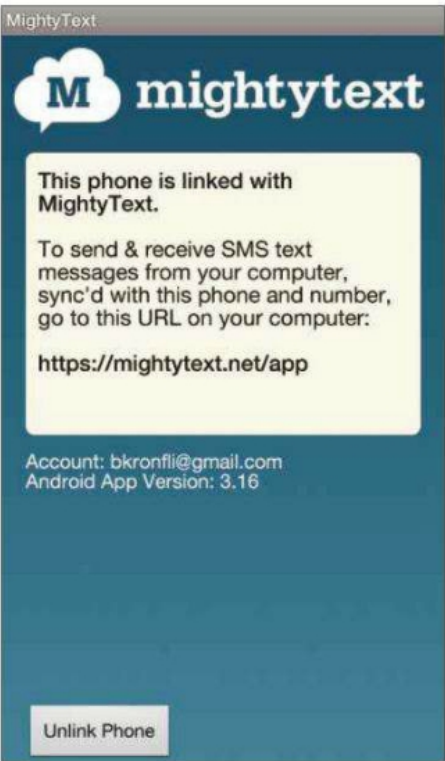 MightyText
M mightytext
This phone is linked with
MightyText.
To send & receive SMS text
messages from your computer,
sync'd with this phone and number,
go to this URL on your computer:
https://mightytext.net/app
Account: bkronfli@gmail.com
Android App Version: 3.16
Unlink Phone